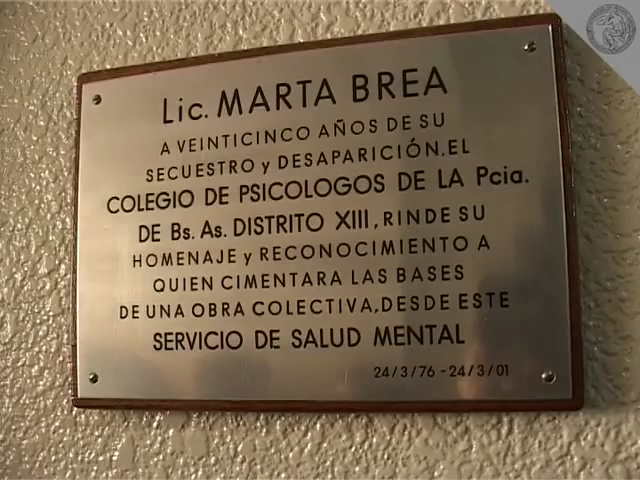 Lic. MARTA BREA
A VEINTICINCO AÑOS DE SU
SECUESTRO y DESAPARICIÓN, EL
COLEGIO DE PSICOLOGOS DE LA Pcia.
DE Bs. As. DISTRITO XIII, RINDE SU
HOMENAJE y RECONOCIMIENTO A
QUIEN CIMENTARA LAS BASES
DE UNA OBRA COLECTIVA, DESDE ESTE
SERVICIO DE SALUD MENTAL
24/3/76 - 24/3/01